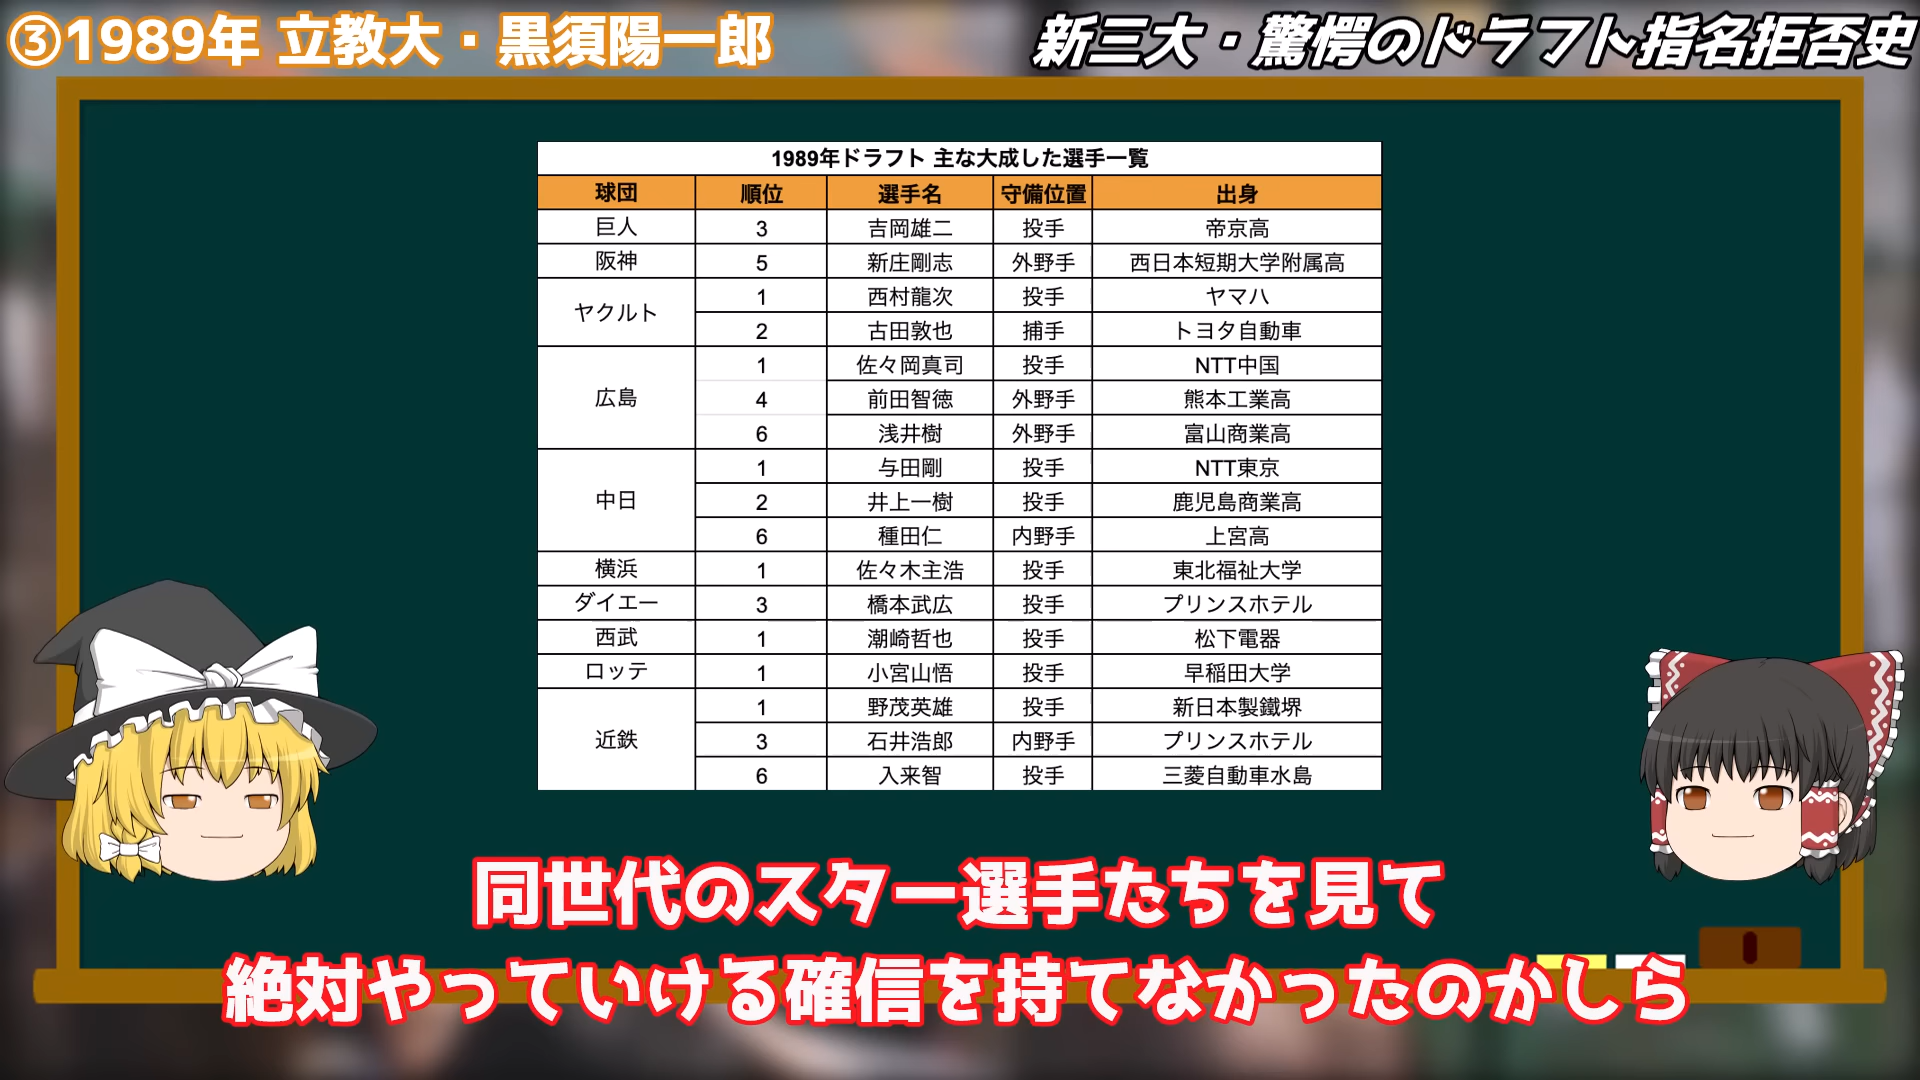 ③1989年 立教大・黒須陽一郎
新三大・驚愕のドラフト指名拒否史
1989年ドラフト 主な大成した選手一覧
球団 順位 選手名 守備位置 出身
巨人 3 吉岡雄二 投手 帝京高
阪神 5 新庄剛志 外野手 西日本短期大学附属高
ヤクルト 1 西村龍次 投手 ヤマハ
2 古田敦也 捕手 トヨタ自動車
広島 1 佐々岡真司 投手 NTT中国
4 前田智徳 外野手 熊本工業高
6 浅井樹 外野手 富山商業高
中日 1 与田剛 投手 NTT東京
2 井上一樹 投手 鹿児島商業高
6 種田仁 内野手 上宮高
横浜 1 佐々木主浩 投手 東北福祉大学
ダイエー 3 橋本武広 投手 プリンスホテル
西武 1 潮崎哲也 投手 松下電器
ロッテ 1 小宮山悟 投手 早稲田大学
近鉄 1 野茂英雄 投手 新日本製鐵堺
3 石井浩郎 内野手 プリンスホテル
6 入来智 投手 三菱自動車水島
同世代のスター選手たちを見て
絶対やっていける確信を持てなかったのかしら